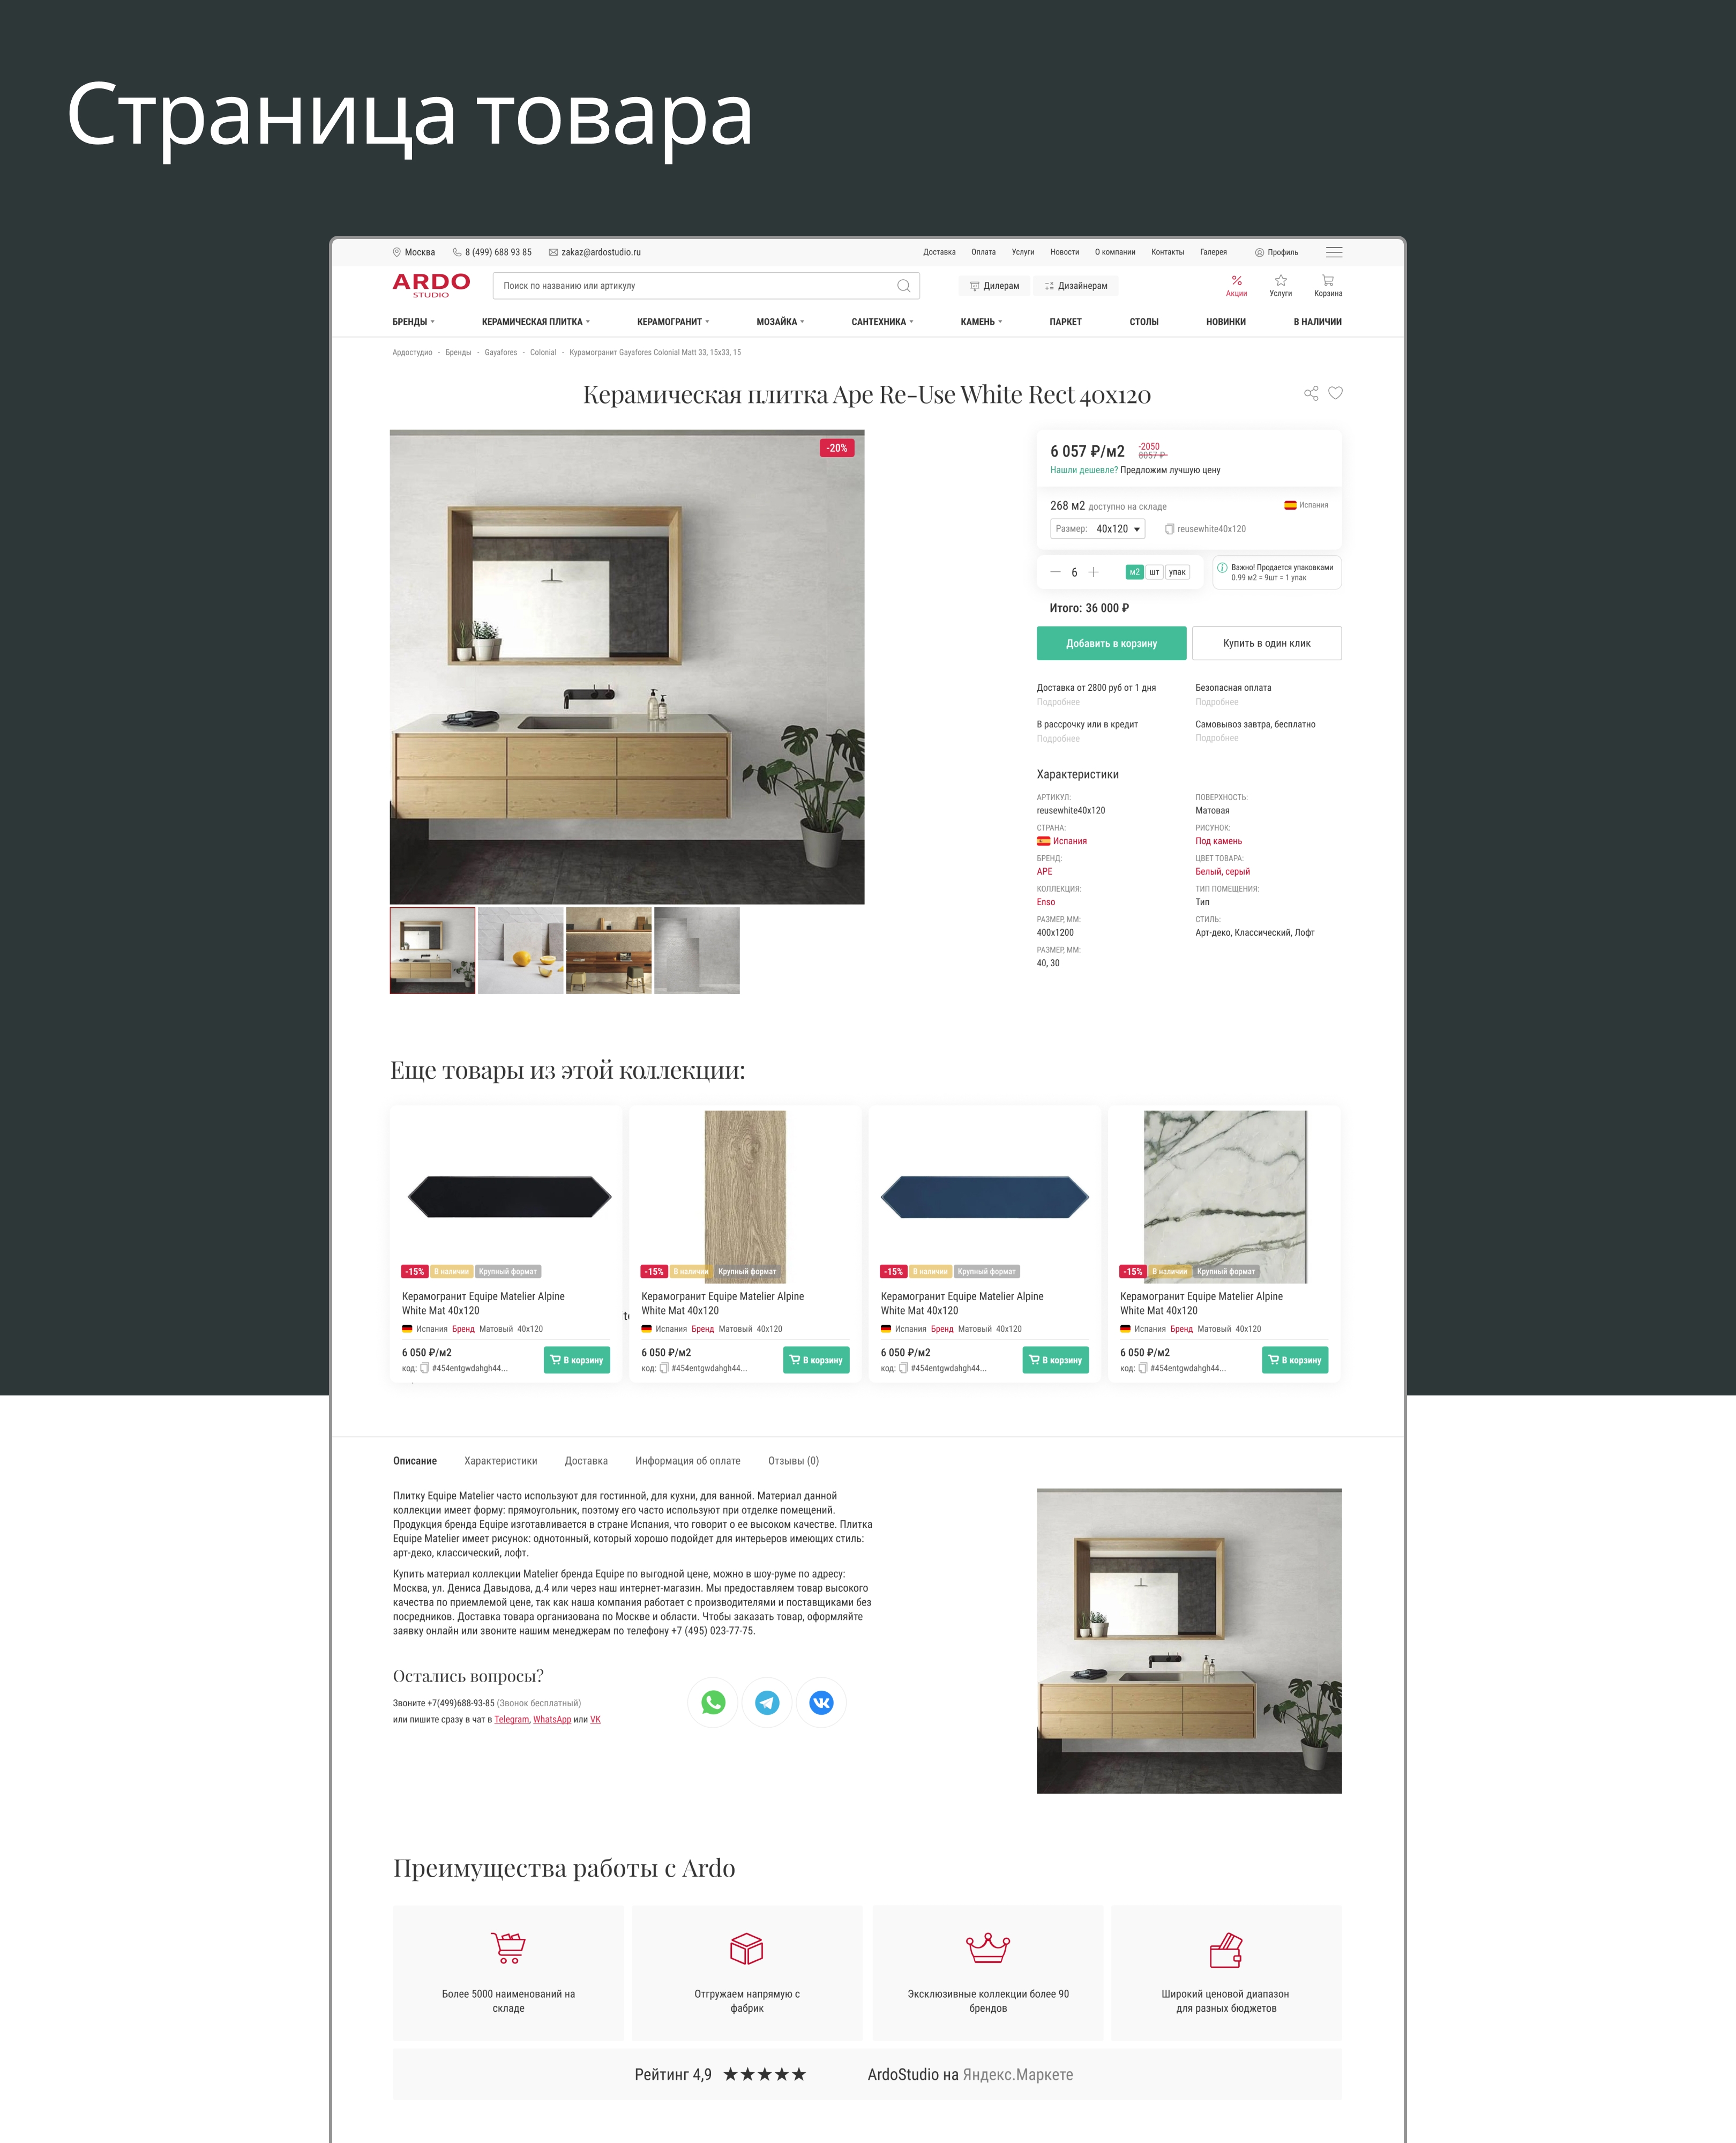 Страница товара
Москва 8 (499) 688 93 85 zakaz@ardostudio.ru Доставка Оплата Услуги Новости О компании Контакты Галерея Профиль
ARDO
STUDIO
Поиск по названию или артикулу
Дилерам Дизайнерам
Акции Услуги Корзина
БРЕНДЫ КЕРАМИЧЕСКАЯ ПЛИТКА КЕРАМОГРАНИТ МОЗАЙКА САНТЕХНИКА КАМЕНЬ ПАРКЕТ СТОЛЫ НОВИНКИ В НАЛИЧИИ
Ардостудио - Бренды - Gayafores - Colonial - Курамогранит Gayafores Colonial Matt 33, 15x33, 15
Керамическая плитка Ape Re-Use White Rect 40x120
-20%
6 057 ₽/м2
-2050
8057 ₽
Нашли дешевле? Предложим лучшую цену
268 м2 доступно на складе
Испания
Размер: 40x120
reusewhite40x120
6
м2 шт упак
Важно! Продается упаковками
0.99 м2 = 9шт = 1 упак
Итого: 36 000 ₽
Добавить в корзину
Купить в один клик
Доставка от 2800 руб от 1 дня
Подробнее
Безопасная оплата
Подробнее
В рассрочку или в кредит
Подробнее
Самовывоз завтра, бесплатно
Подробнее
Характеристики
АРТИКУЛ:
reusewhite40x120
СТРАНА:
Испания
БРЕНД:
APE
КОЛЛЕКЦИЯ:
Enso
РАЗМЕР, ММ:
400x1200
РАЗМЕР, ММ:
40, 30
ПОВЕРХНОСТЬ:
Матовая
РИСУНОК:
Под камень
ЦВЕТ ТОВАРА:
Белый, серый
ТИП ПОМЕЩЕНИЯ:
Тип
СТИЛЬ:
Арт-деко, Классический, Лофт
Еще товары из этой коллекции:
-15% В наличии Крупный формат
Керамогранит Equipe Matelier Alpine
White Mat 40x120
Испания Бренд Матовый 40x120
6 050 ₽/м2
код: #454entgwdahgh44...
В корзину
-15% В наличии Крупный формат
Керамогранит Equipe Matelier Alpine
White Mat 40x120
Испания Бренд Матовый 40x120
6 050 ₽/м2
код: #454entgwdahgh44...
В корзину
-15% В наличии Крупный формат
Керамогранит Equipe Matelier Alpine
White Mat 40x120
Испания Бренд Матовый 40x120
6 050 ₽/м2
код: #454entgwdahgh44...
В корзину
-15% В наличии Крупный формат
Керамогранит Equipe Matelier Alpine
White Mat 40x120
Испания Бренд Матовый 40x120
6 050 ₽/м2
код: #454entgwdahgh44...
В корзину
Описание Характеристики Доставка Информация об оплате Отзывы (0)
Плитку Equipe Matelier часто используют для гостинной, для кухни, для ванной. Материал данной
коллекции имеет форму: прямоугольник, поэтому его часто используют при отделке помещений.
Продукция бренда Equipe изготавливается в стране Испания, что говорит о ее высоком качестве. Плитка
Equipe Matelier имеет рисунок: однотонный, который хорошо подойдет для интерьеров имеющих стиль:
арт-деко, классический, лофт.
Купить материал коллекции Matelier бренда Equipe по выгодной цене, можно в шоу-руме по адресу:
Москва, ул. Дениса Давыдова, д.4 или через наш интернет-магазин. Мы предоставляем товар высокого
качества по приемлемой цене, так как наша компания работает с производителями и поставщиками без
посредников. Доставка товара организована по Москве и области. Чтобы заказать товар, оформляйте
заявку онлайн или звоните нашим менеджерам по телефону +7 (495) 023-77-75.
Остались вопросы?
Звоните +7(499)688-93-85 (Звонок бесплатный)
или пишите сразу в чат в Telegram, WhatsApp или VK
Преимущества работы с Ardo
Более 5000 наименований на
складе
Отгружаем напрямую с
фабрик
Эксклюзивные коллекции более 90
брендов
Широкий ценовой диапазон
для разных бюджетов
Рейтинг 4,9 ★★★★★ ArdoStudio на Яндекс.Маркете